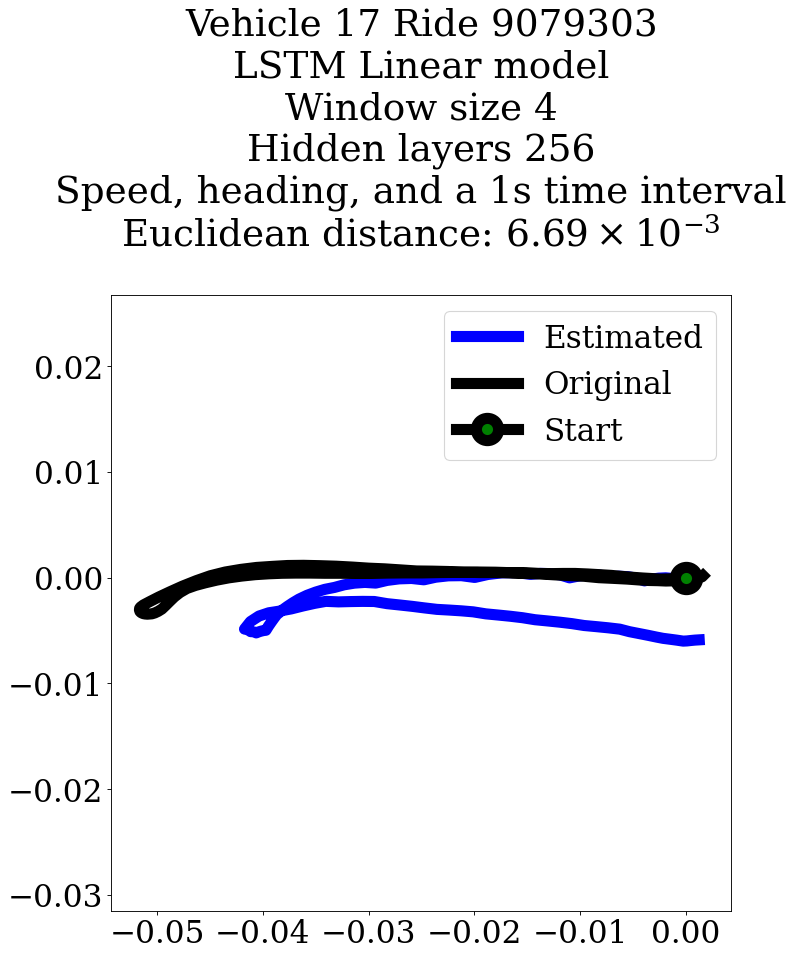 Vehicle 17 Ride 9079303
LSTM Linear model
Window size 4
Hidden layers 256
Speed, heading, and a 1s time interval
Euclidean distance: 6.69 × 10⁻³
Estimated
Original
Start
0.02
0.01
0.00
−0.01
−0.02
−0.03
−0.05 −0.04 −0.03 −0.02 −0.01 0.00